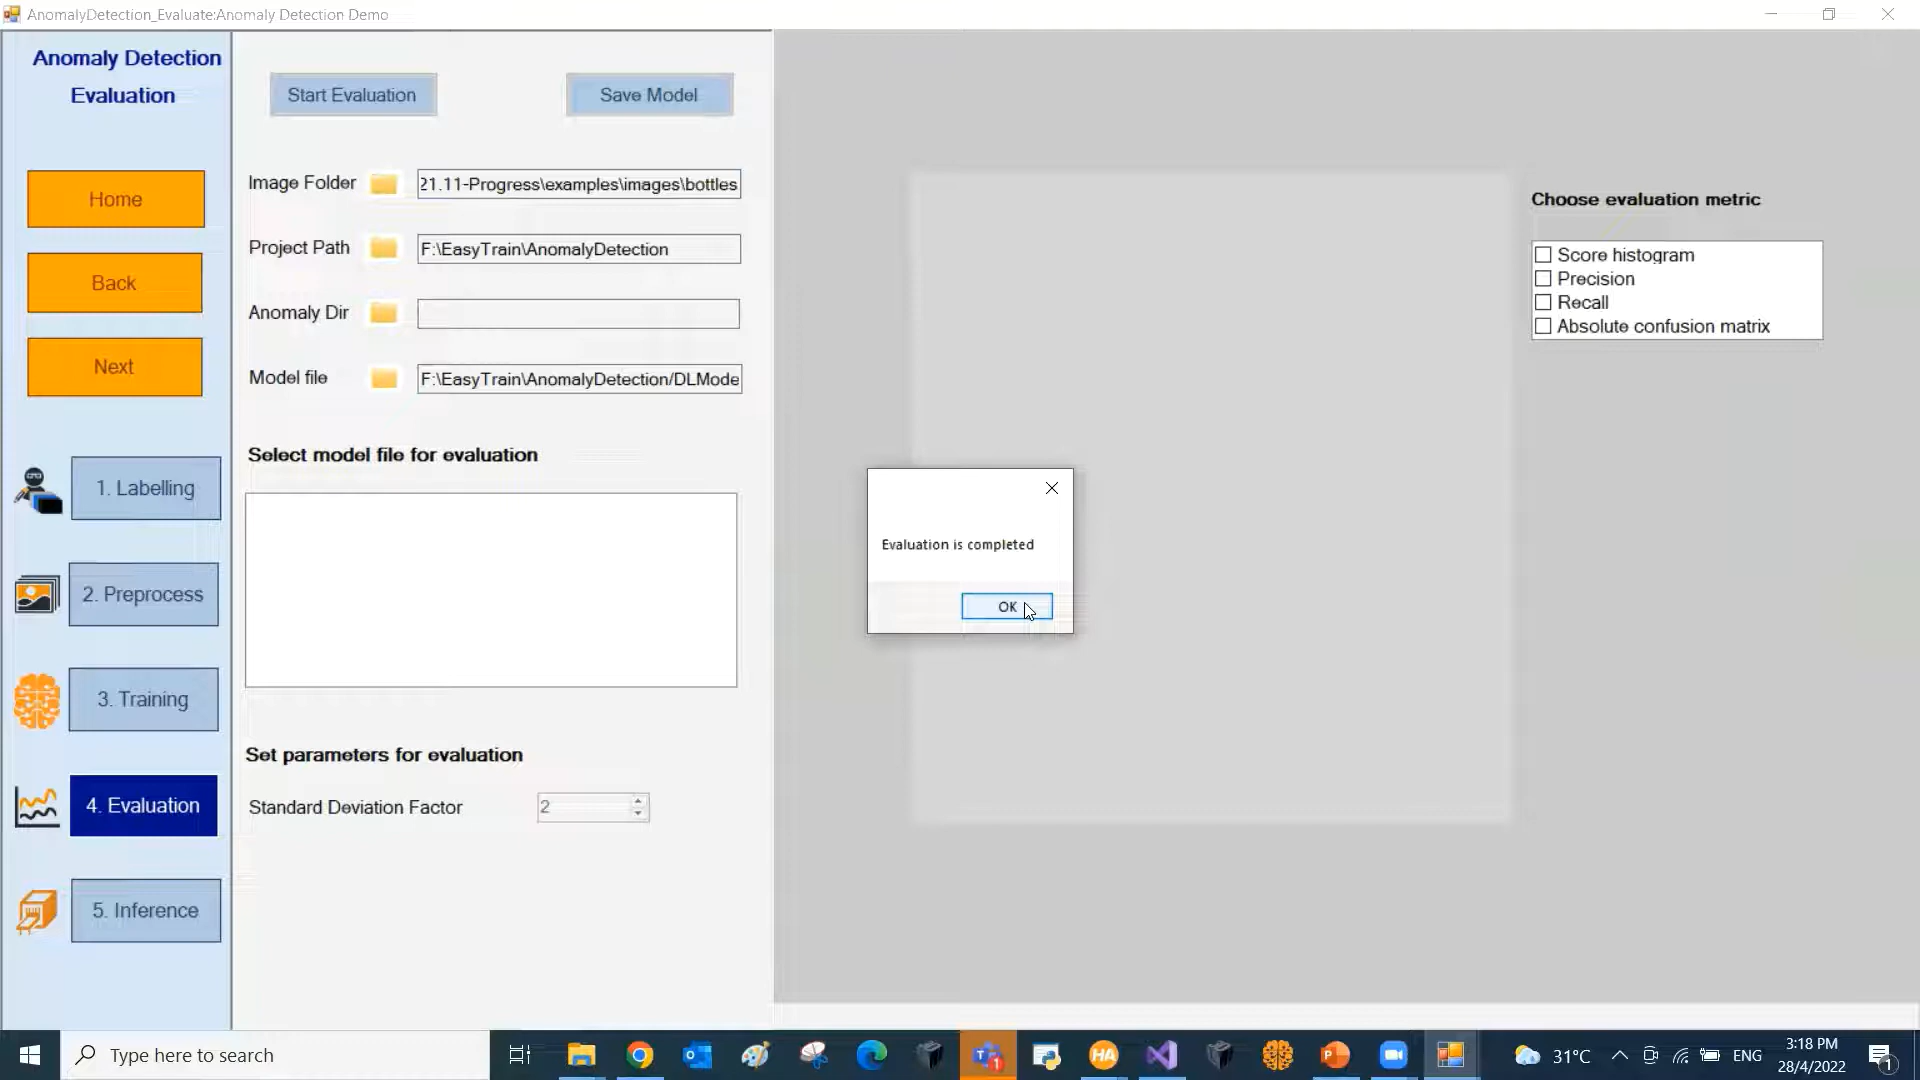 AnomalyDetection_Evaluate:Anomaly Detection Demo
Anomaly Detection
Evaluation
Home
Back
Next
1. Labelling
2. Preprocess
3. Training
4. Evaluation
5. Inference
Start Evaluation
Save Model
Image Folder
21.11-Progress\examples\images\bottles
Project Path
F:\EasyTrain\AnomalyDetection
Anomaly Dir
Model file
F:\EasyTrain\AnomalyDetection/DLMode
Select model file for evaluation
Set parameters for evaluation
Standard Deviation Factor
2
Evaluation is completed
OK
Choose evaluation metric
Score histogram
Precision
Recall
Absolute confusion matrix
Type here to search
T
1
HA
P
31°C
ENG
3:18 PM
28/4/2022
1